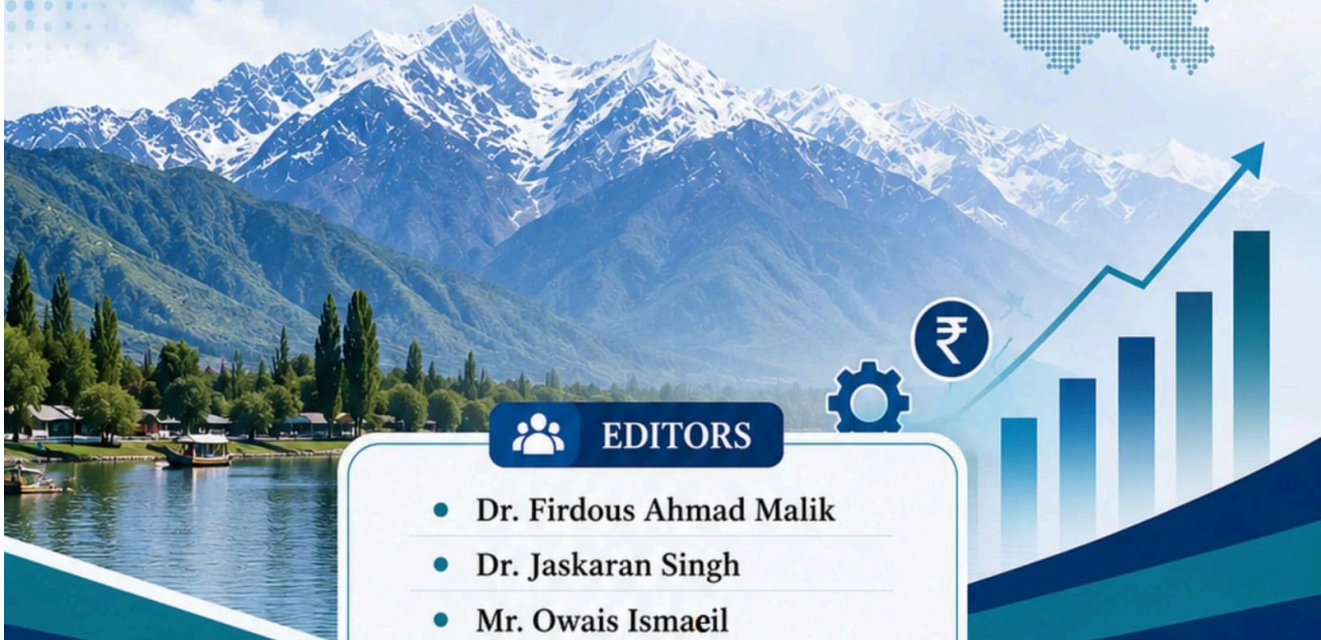 ₹
EDITORS
Dr. Firdous Ahmad Malik
Dr. Jaskaran Singh
Mr. Owais Ismaeil